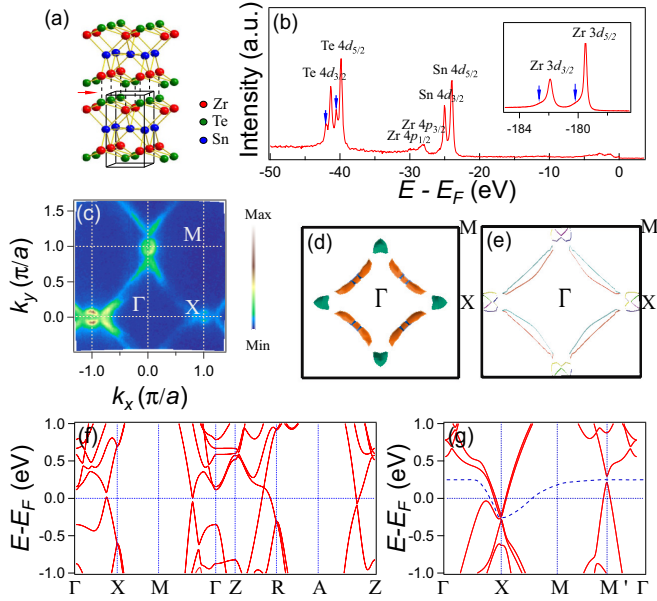 (a)
Zr
Te
Sn
(b)
Intensity (a.u.)
Te 4d5/2
Te 4d3/2
Sn 4d5/2
Sn 4d3/2
Zr 4p3/2
Zr 4p1/2
Zr 3d5/2
Zr 3d3/2
-184 -180
-50 -40 -30 -20 -10 0
E - EF (eV)
(c)
M
Γ X
1.5
1.0
0.5
0.0
ky (π/a)
-1.0 0.0 1.0
kx (π/a)
Max
Min
(d)
Γ
M
X
(e)
Γ
M
X
(f)
1.0
0.5
0.0
-0.5
-1.0
E-EF (eV)
Γ X M Γ Z R A Z
(g)
1.0
0.5
0.0
-0.5
-1.0
E-EF (eV)
Γ X M M ' Γ